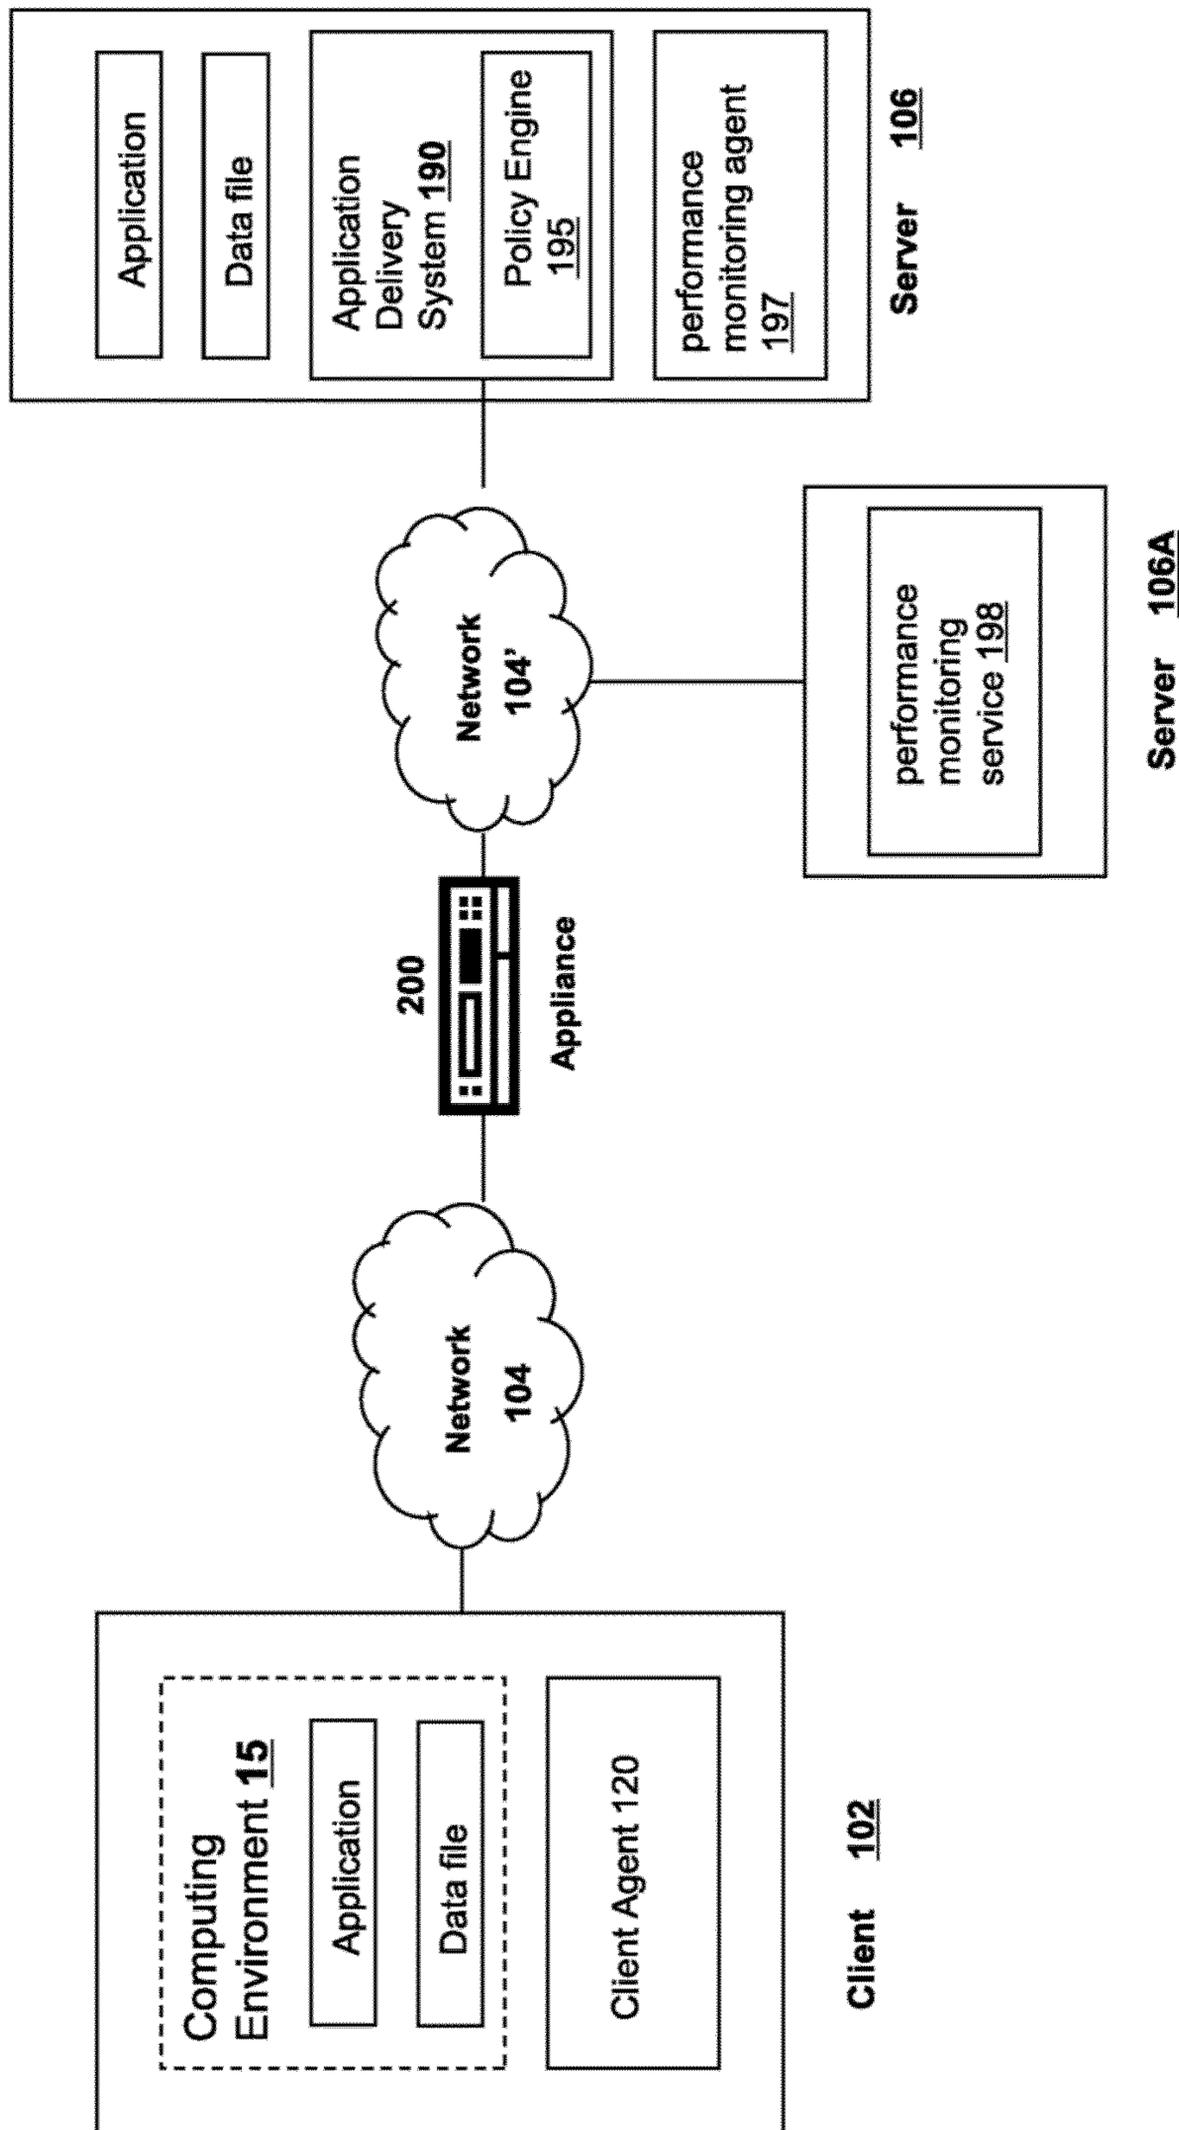 Computing
Environment 15
Application
Data file
Client Agent 120
Client 102
Network
104
200
Appliance
Network
104’
performance
monitoring
service 198
Server 106A
Application
Data file
Application
Delivery
System 190
Policy Engine
195
performance
monitoring agent
197
Server 106